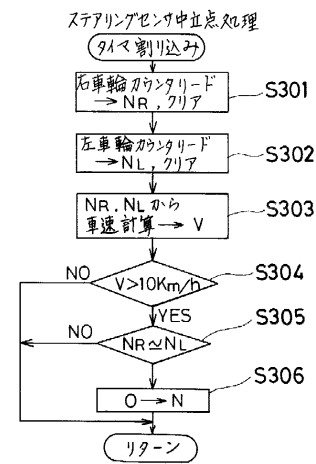 ステアリングセンサ中立点処理
タイマ割り込み
右車輪カウンタリード
→NR,クリア
S301
左車輪カウンタリード
→NL,クリア
S302
NR,NLから
車速計算→V
S303
NO
V>10Km/h
S304
YES
NO
NR≃NL
S305
O→N
S306
リターン